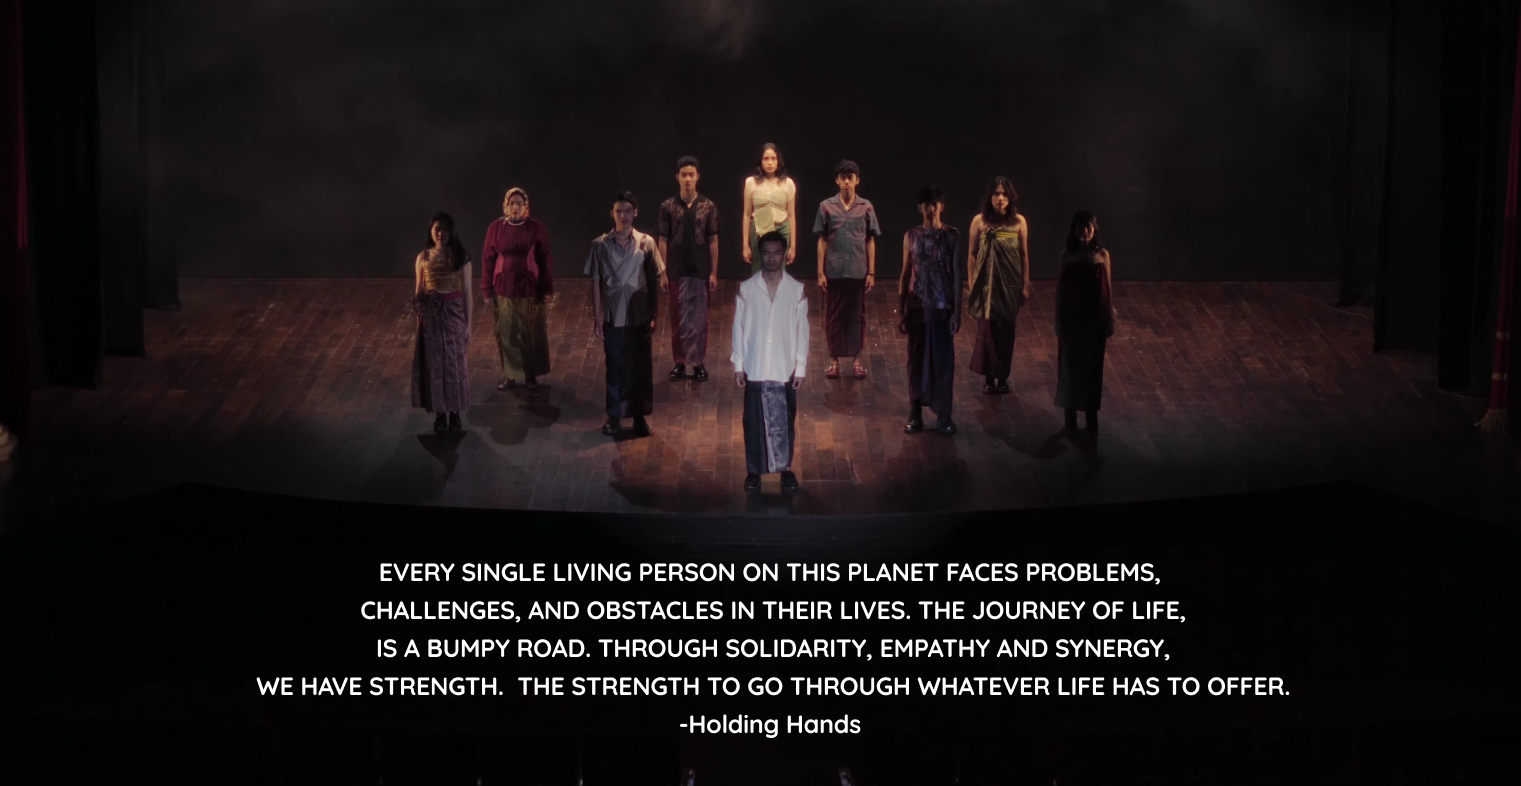 EVERY SINGLE LIVING PERSON ON THIS PLANET FACES PROBLEMS,
CHALLENGES, AND OBSTACLES IN THEIR LIVES. THE JOURNEY OF LIFE,
IS A BUMPY ROAD. THROUGH SOLIDARITY, EMPATHY AND SYNERGY,
WE HAVE STRENGTH.  THE STRENGTH TO GO THROUGH WHATEVER LIFE HAS TO OFFER.
-Holding Hands